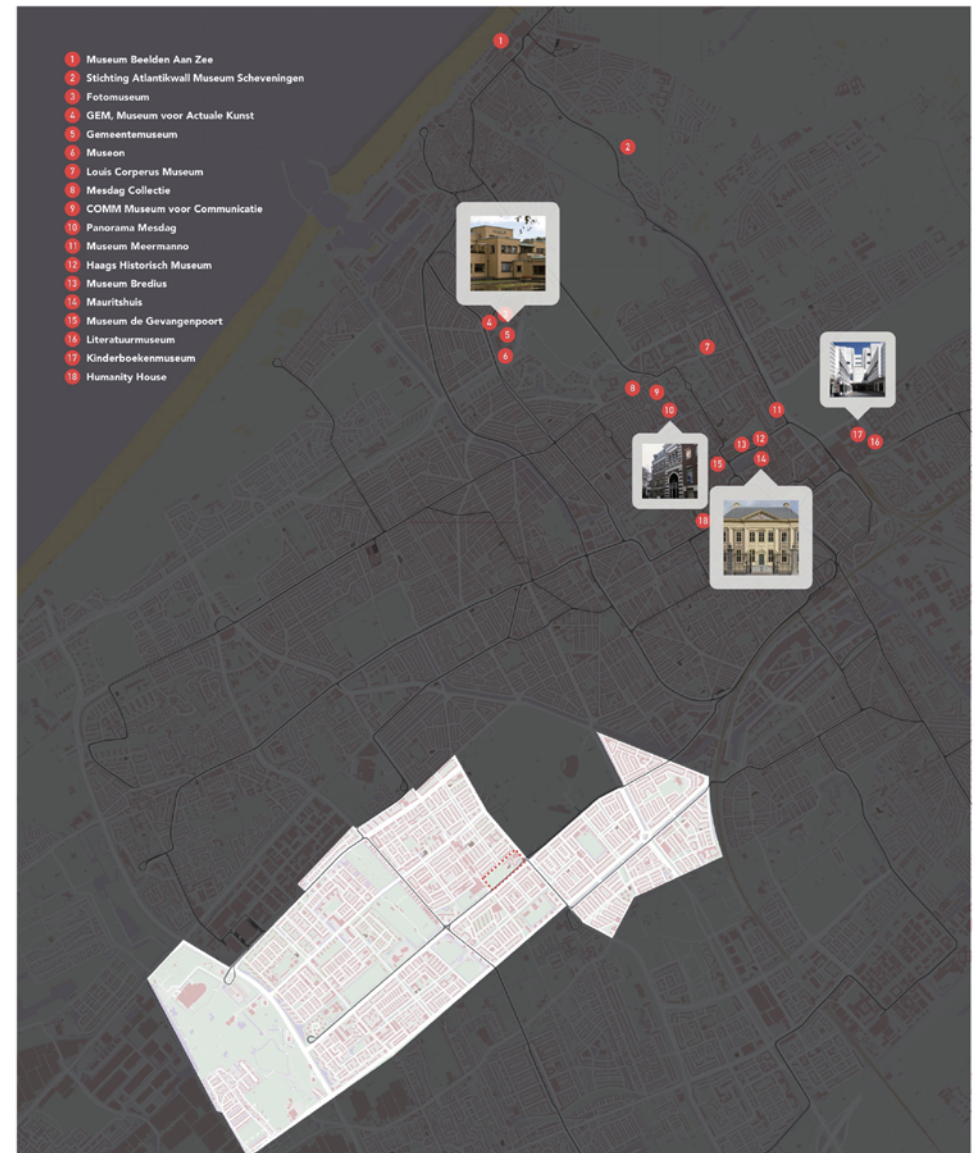 1 Museum Beelden Aan Zee
2 Stichting Atlantikwall Museum Scheveningen
3 Fotomuseum
4 GEM, Museum voor Actuale Kunst
5 Gemeentemuseum
6 Museon
7 Louis Corperus Museum
8 Mesdag Collectie
9 COMM Museum voor Communicatie
10 Panorama Mesdag
11 Museum Meermanno
12 Haags Historisch Museum
13 Museum Bredius
14 Mauritshuis
15 Museum de Gevangenpoort
16 Literatuurmuseum
17 Kinderboekenmuseum
18 Humanity House
1
2
4
5
6
7
8
9
10
11
12
13
14
15
17
16
18